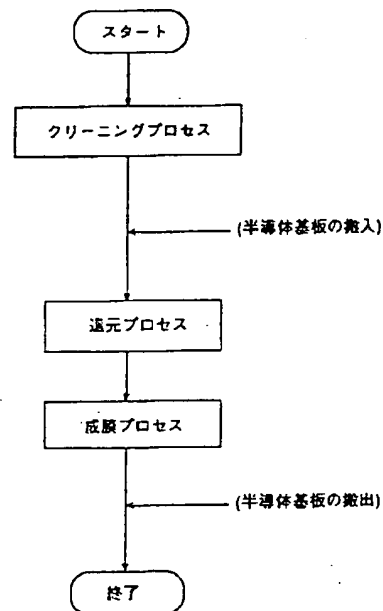 スタート
クリーニングプロセス
(半導体基板の搬入)
還元プロセス
成膜プロセス
(半導体基板の搬出)
終了